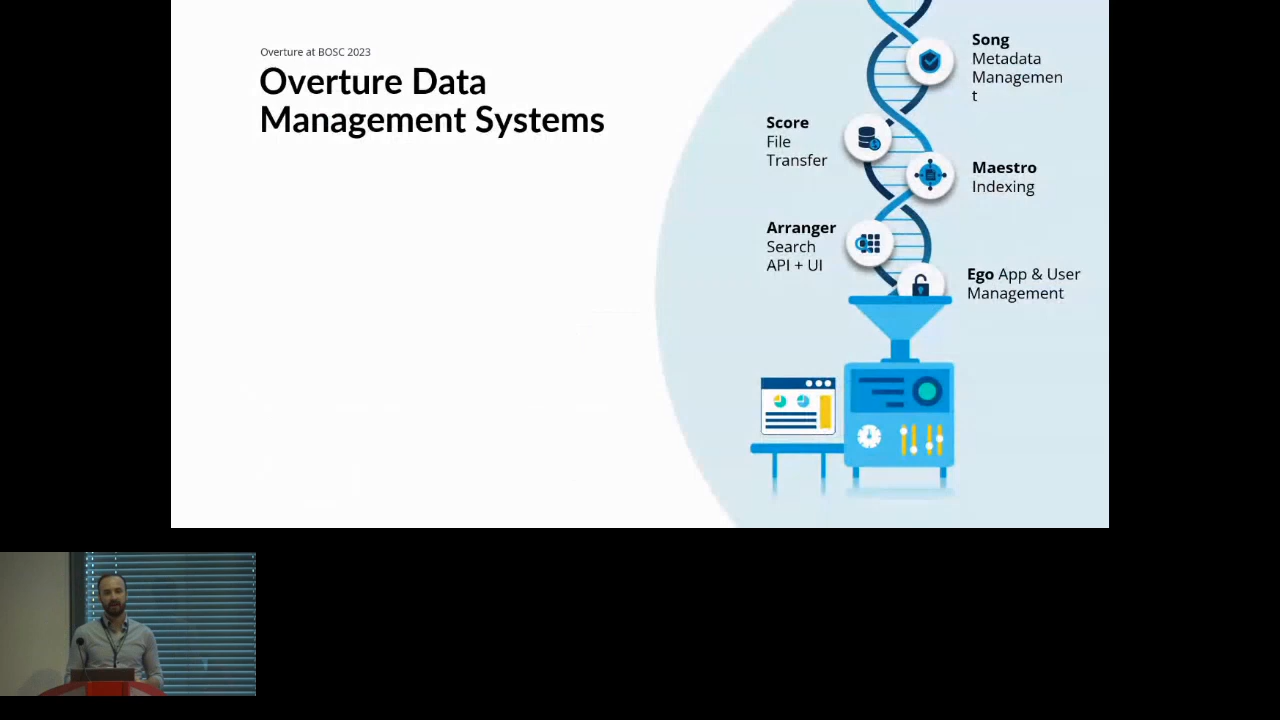 Overture at BOSC 2023
Overture Data
Management Systems
Song
Metadata
Managemen
t
Score
File
Transfer
Maestro
Indexing
Arranger
Search
API + UI
Ego App & User
Management